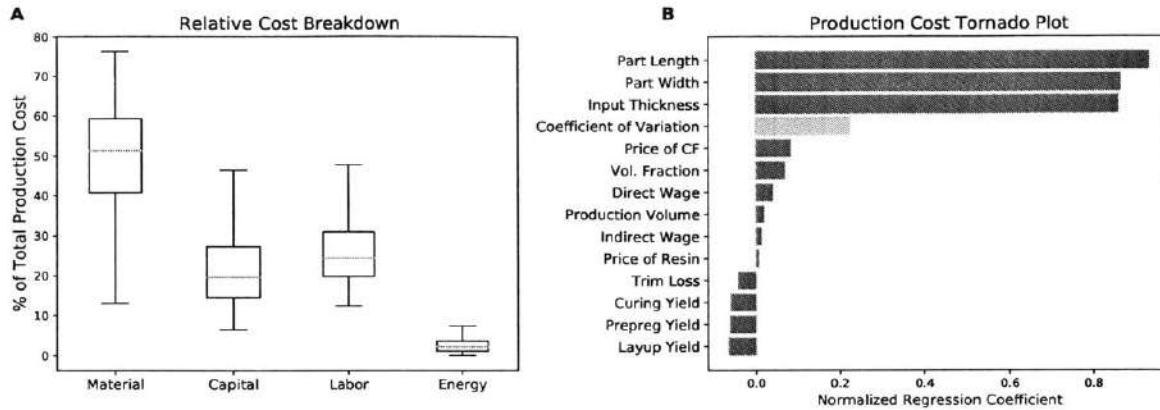 A
Relative Cost Breakdown
% of Total Production Cost
80
70
60
50
40
30
20
10
0
Material
Capital
Labor
Energy
B
Production Cost Tornado Plot
Part Length
Part Width
Input Thickness
Coefficient of Variation
Price of CF
Vol. Fraction
Direct Wage
Production Volume
Indirect Wage
Price of Resin
Trim Loss
Curing Yield
Prepreg Yield
Layup Yield
0.0
0.2
0.4
0.6
0.8
Normalized Regression Coefficient